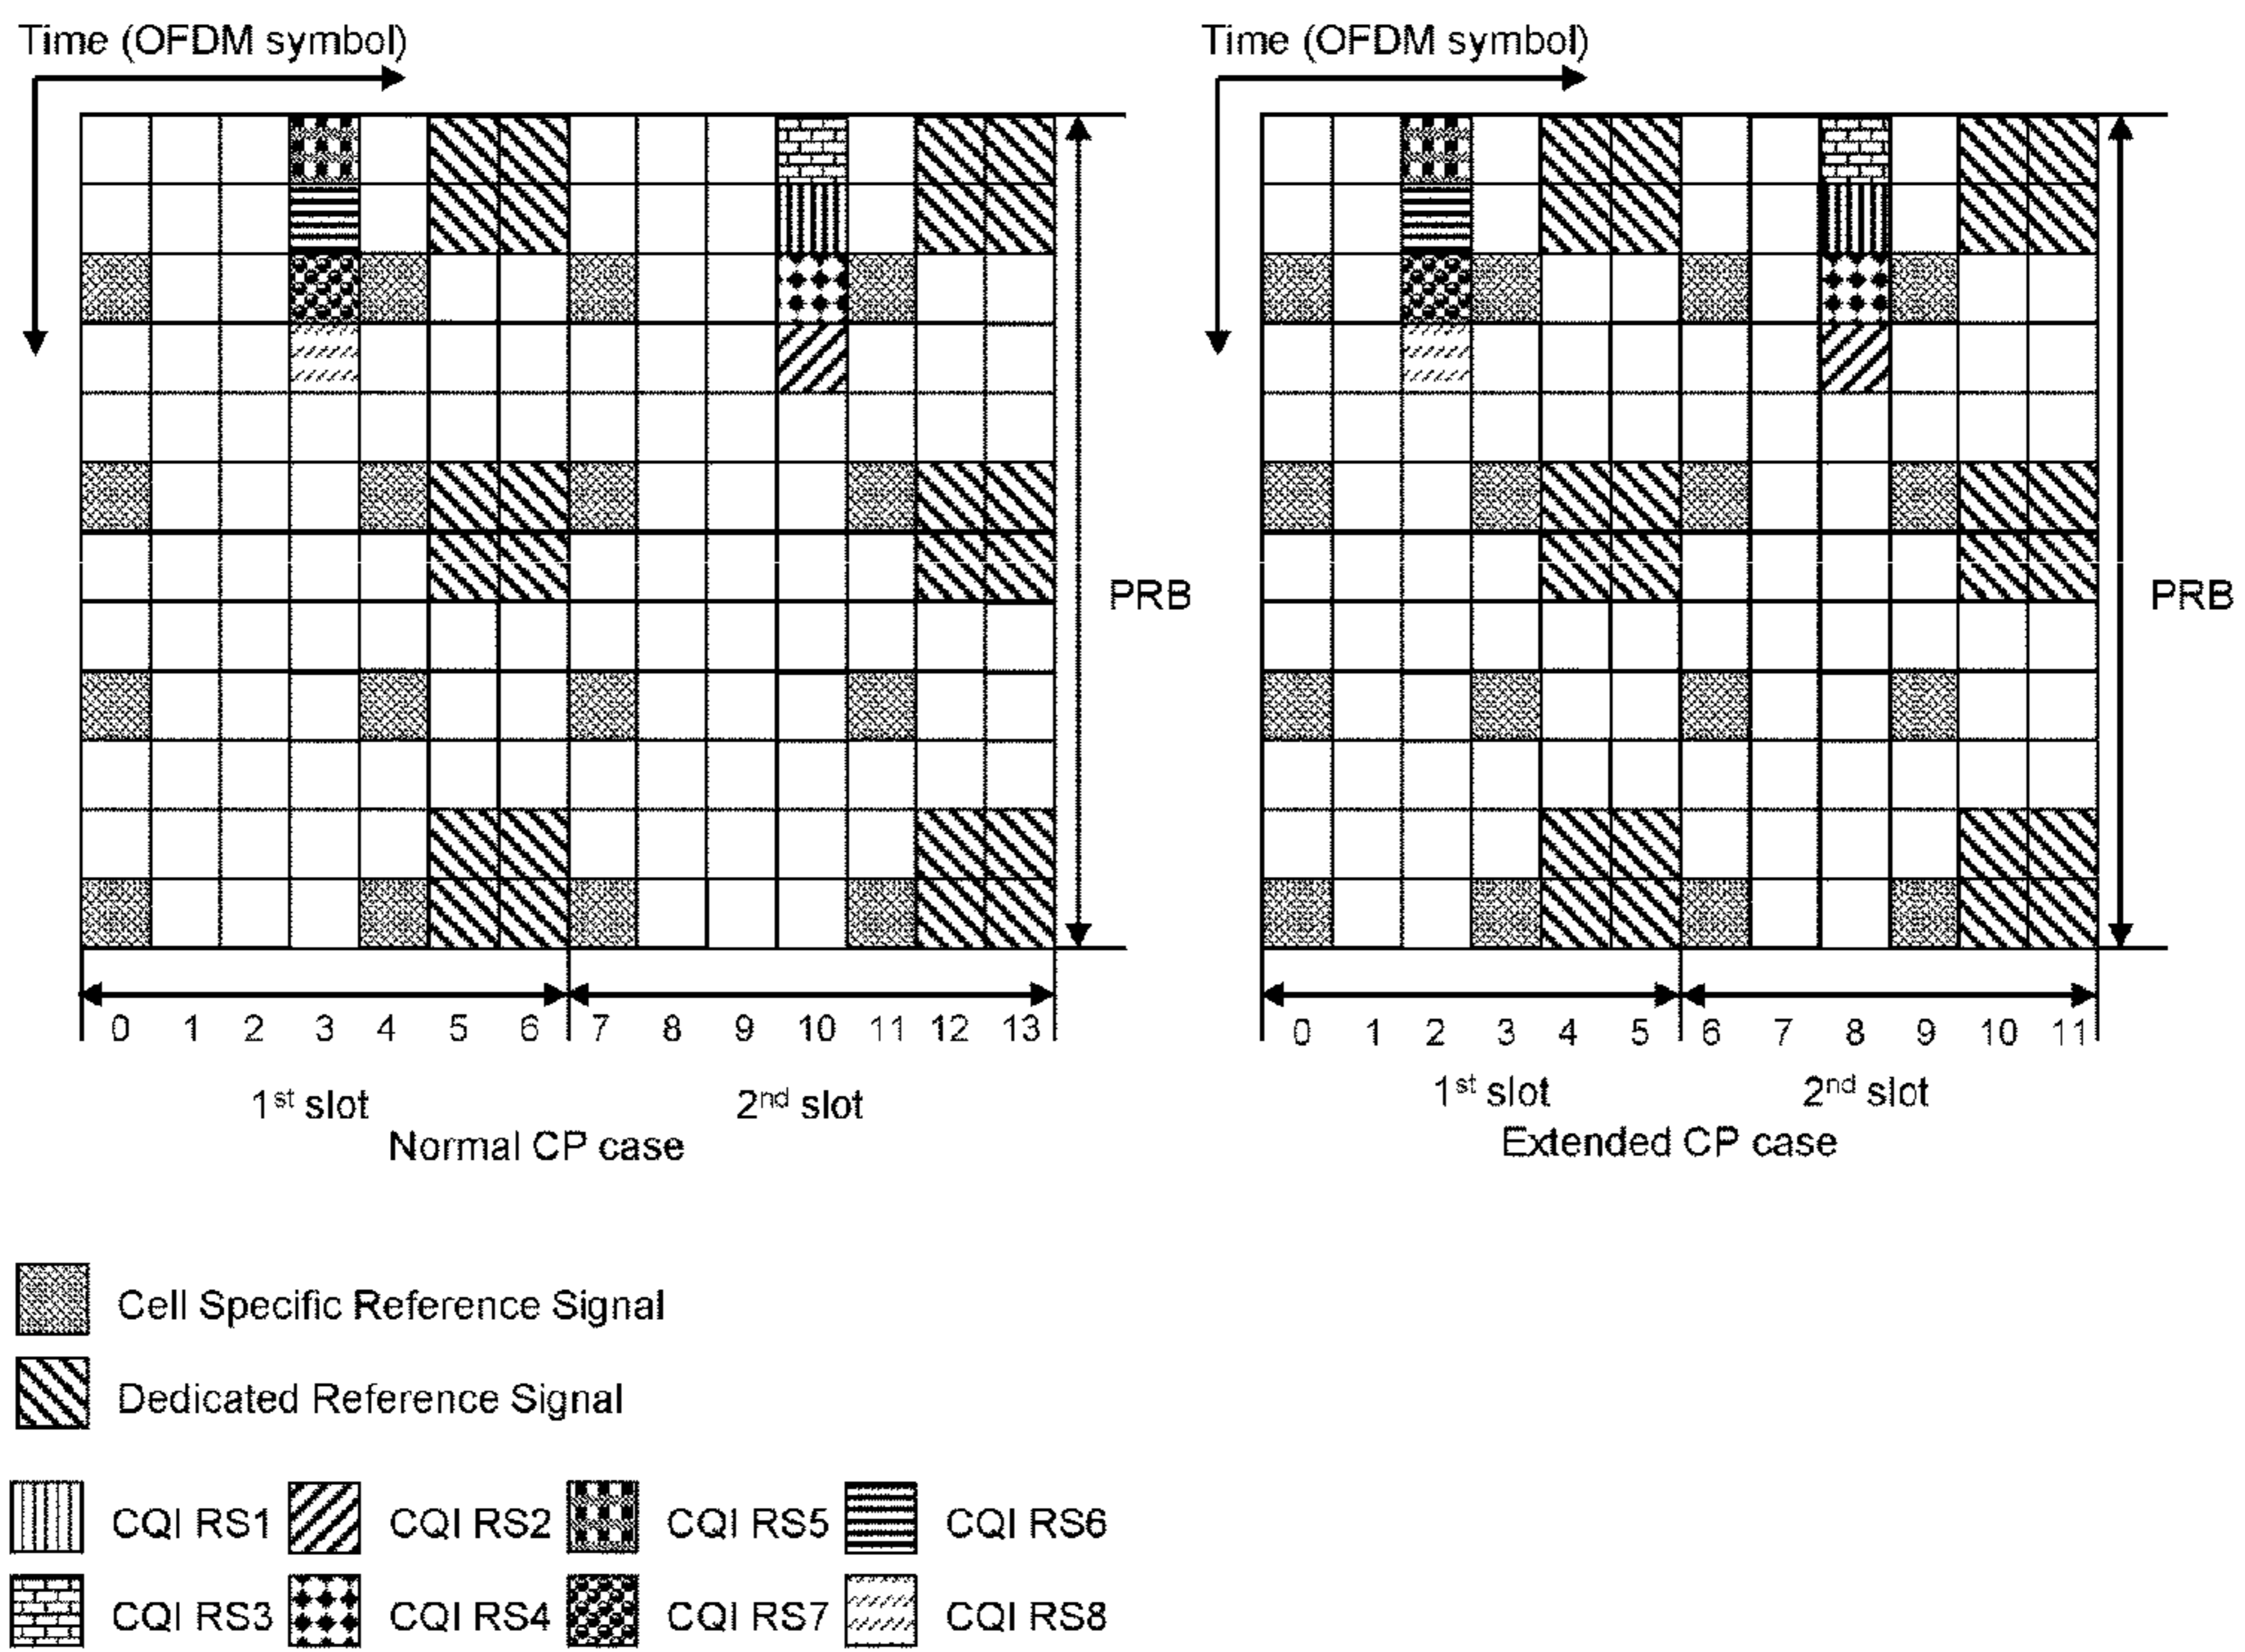 Time (OFDM symbol)
Time (OFDM symbol)
PRB
PRB
0 1 2 3 4 5 6 7 8 9 10 11 12 13
0 1 2 3 4 5 6 7 8 9 10 11
1st slot
2nd slot
1st slot
2nd slot
Normal CP case
Extended CP case
Cell Specific Reference Signal
Dedicated Reference Signal
CQI RS1 CQI RS2 CQI RS5 CQI RS6
CQI RS3 CQI RS4 CQI RS7 CQI RS8